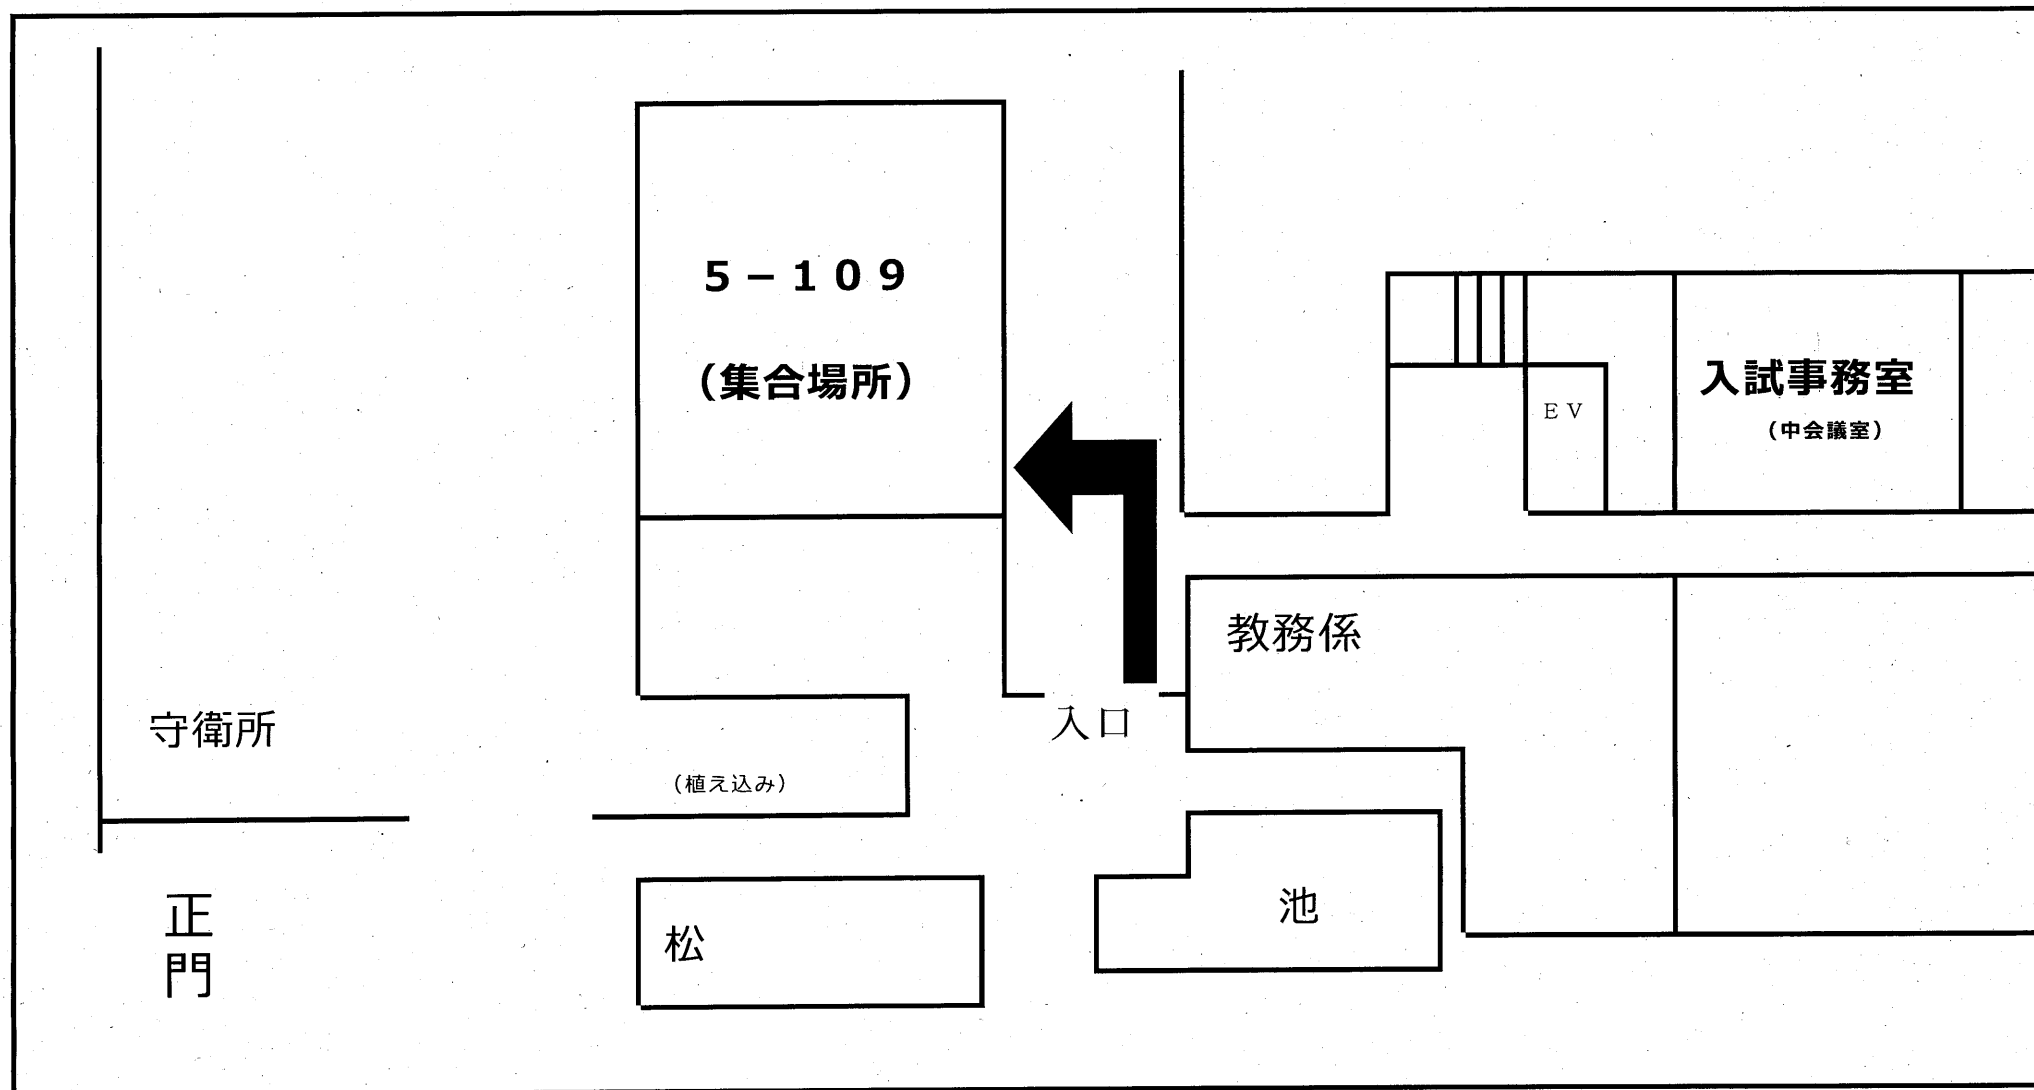 5－109
（集合場所）
入試事務室
（中会議室）
EV
教務係
守衛所
入口
（植え込み）
正門
松
池